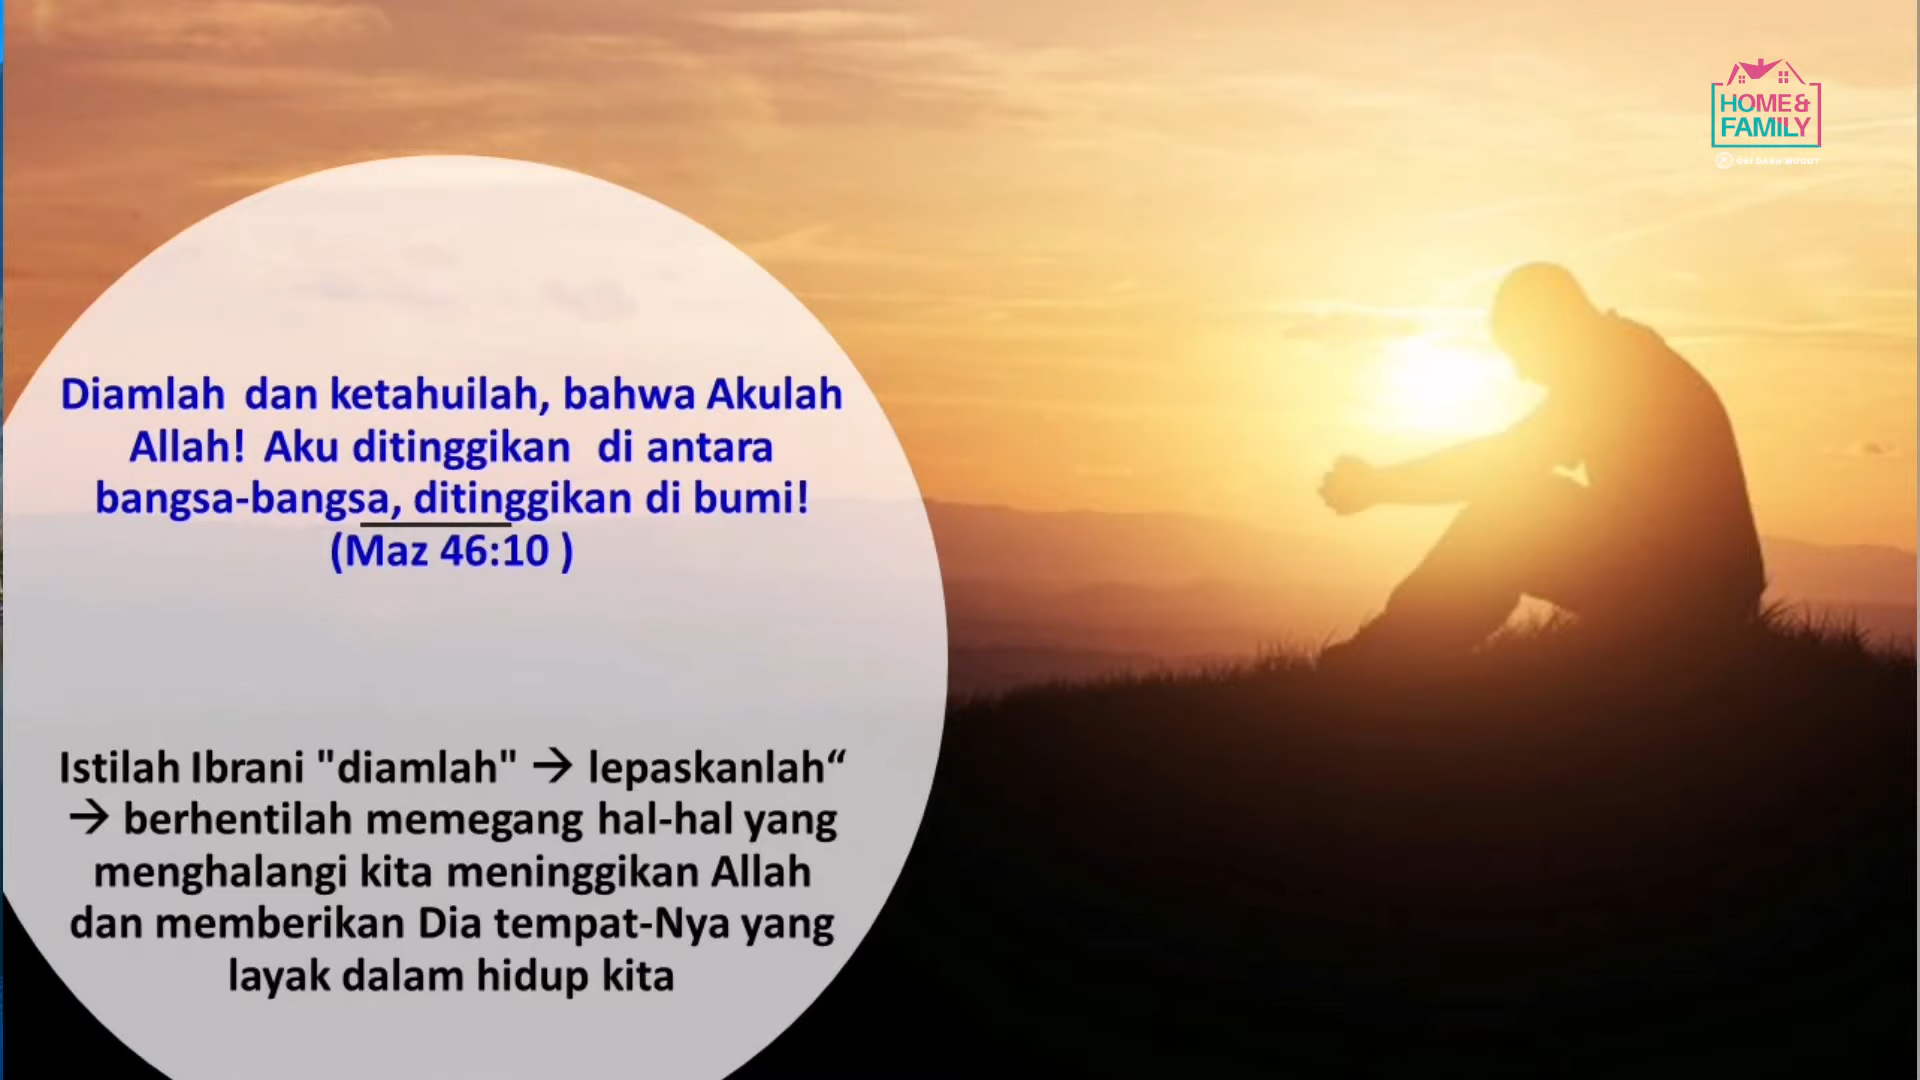 HOME&
FAMILY
Diamlah dan ketahuilah, bahwa Akulah
Allah! Aku ditinggikan di antara
bangsa-bangsa, ditinggikan di bumi!
(Maz 46:10 )
Istilah Ibrani "diamlah" → lepaskanlah“
→ berhentilah memegang hal-hal yang
menghalangi kita meninggikan Allah
dan memberikan Dia tempat-Nya yang
layak dalam hidup kita